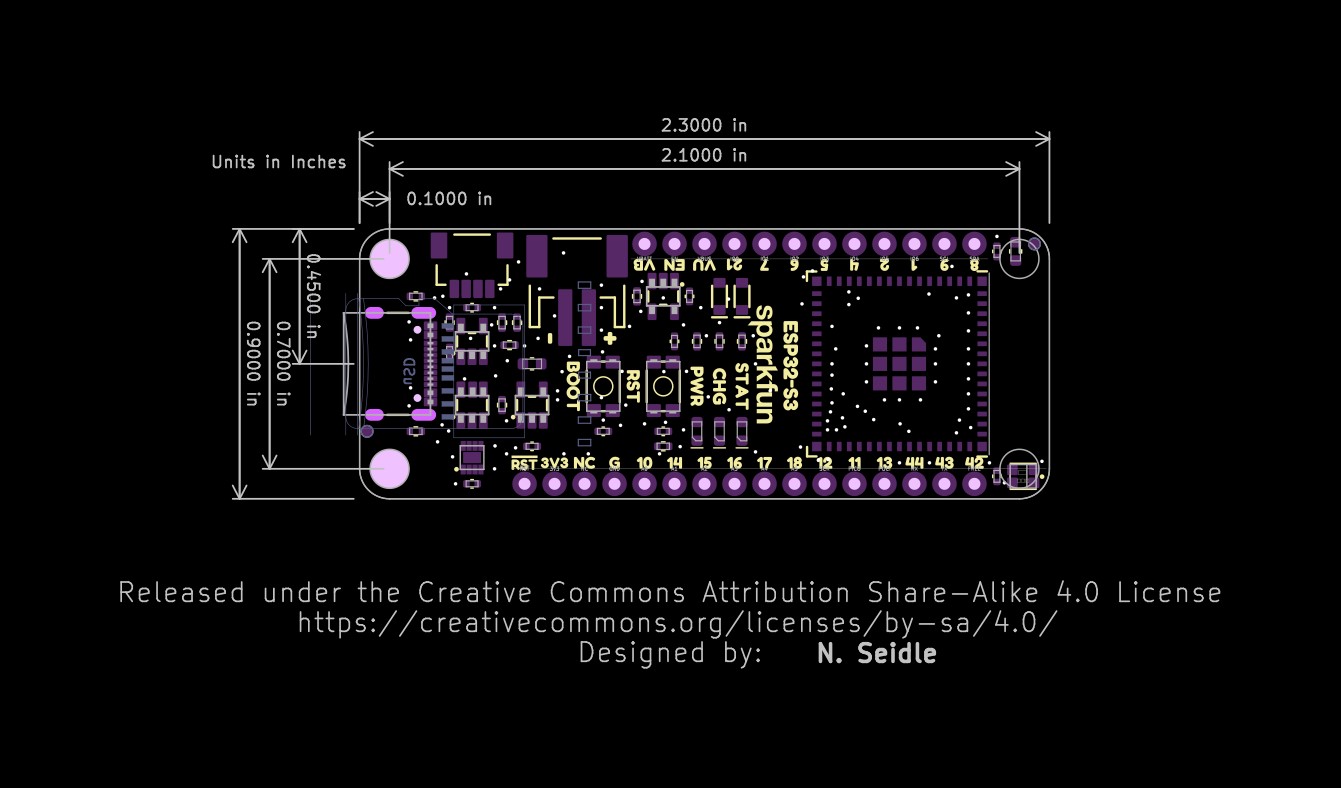 2.3000 in
Units in Inches
2.1000 in
0.1000 in
0.4500 in
0.7000 in
0.9000 in
VB EN VU 21 7 6 5 4 2 1 9 8
- +
uSD
BOOT
RST
PWR
CHG
STAT
sparkfun
ESP32-S3
RST 3V3 NC G 10 14 15 16 17 18 12 11 13 44 43 42
Released under the Creative Commons Attribution Share-Alike 4.0 License
https://creativecommons.org/licenses/by-sa/4.0/
Designed by: N. Seidle